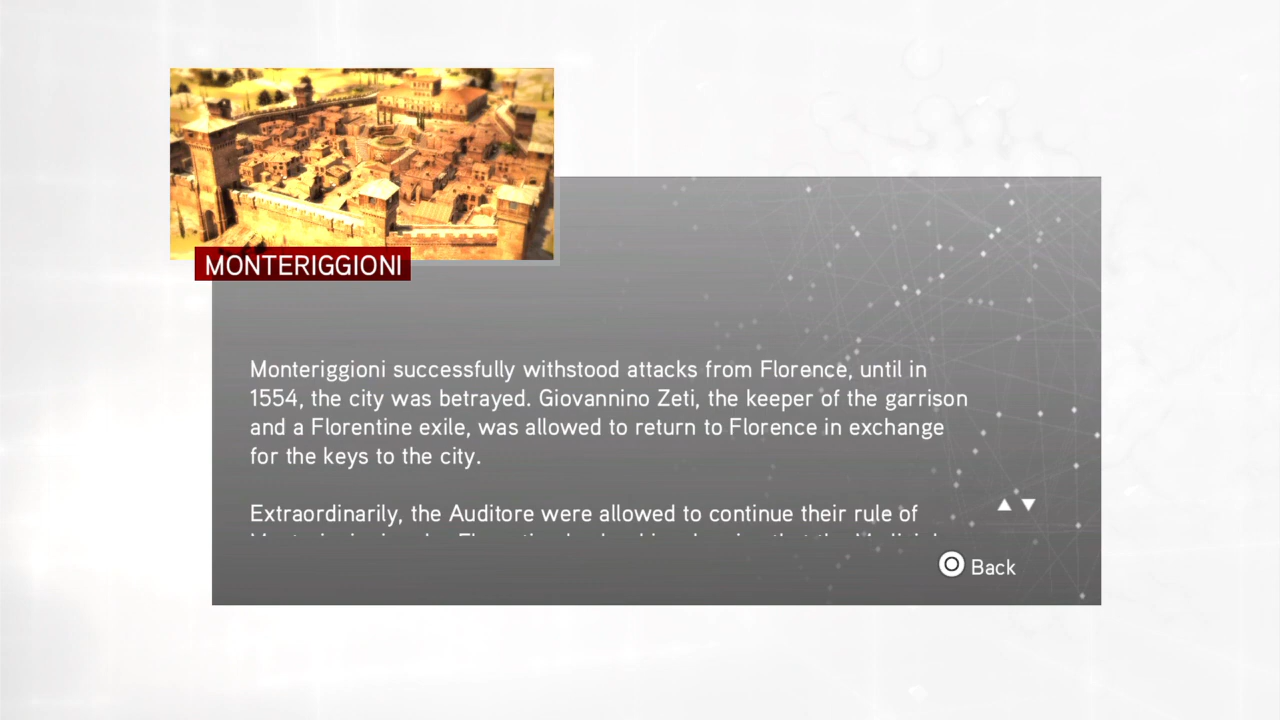 MONTERIGGIONI
Monteriggioni successfully withstood attacks from Florence, until in
1554, the city was betrayed. Giovannino Zeti, the keeper of the garrison
and a Florentine exile, was allowed to return to Florence in exchange
for the keys to the city.
Extraordinarily, the Auditore were allowed to continue their rule of
Back